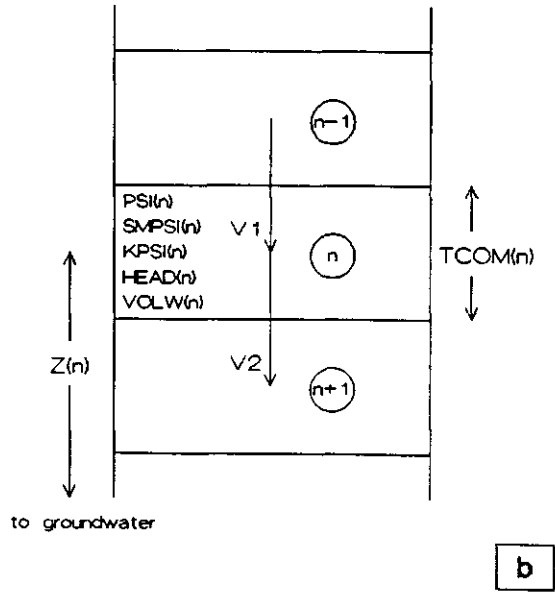 n-1
PSI(n)
SMPSI(n)
KPSI(n)
HEAD(n)
VOLW(n)
V1
n
TCOM(n)
Z(n)
V2
n+1
to groundwater
b